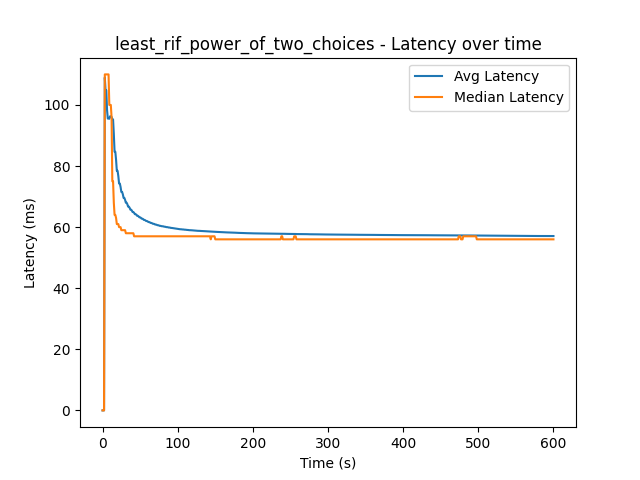 least_rif_power_of_two_choices - Latency over time
Avg Latency
Median Latency
Latency (ms)
100
80
60
40
20
0
0 100 200 300 400 500 600
Time (s)